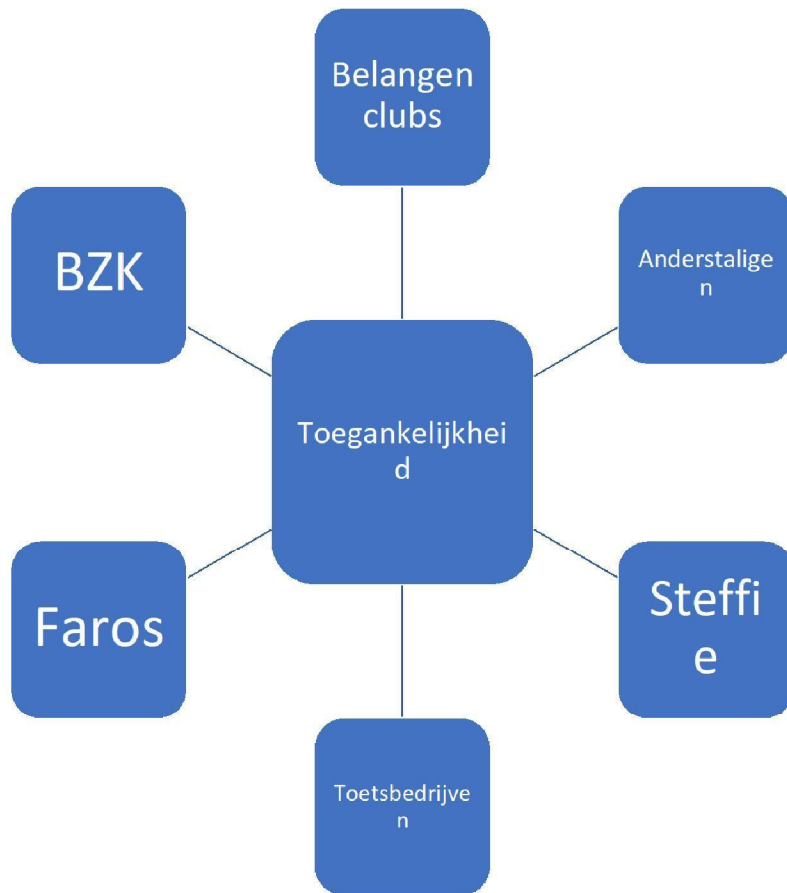 Belangen
clubs
BZK
Anderstalige
n
Toegankelijkhei
d
Faros
Steffi
e
Toetsbedrijve
n